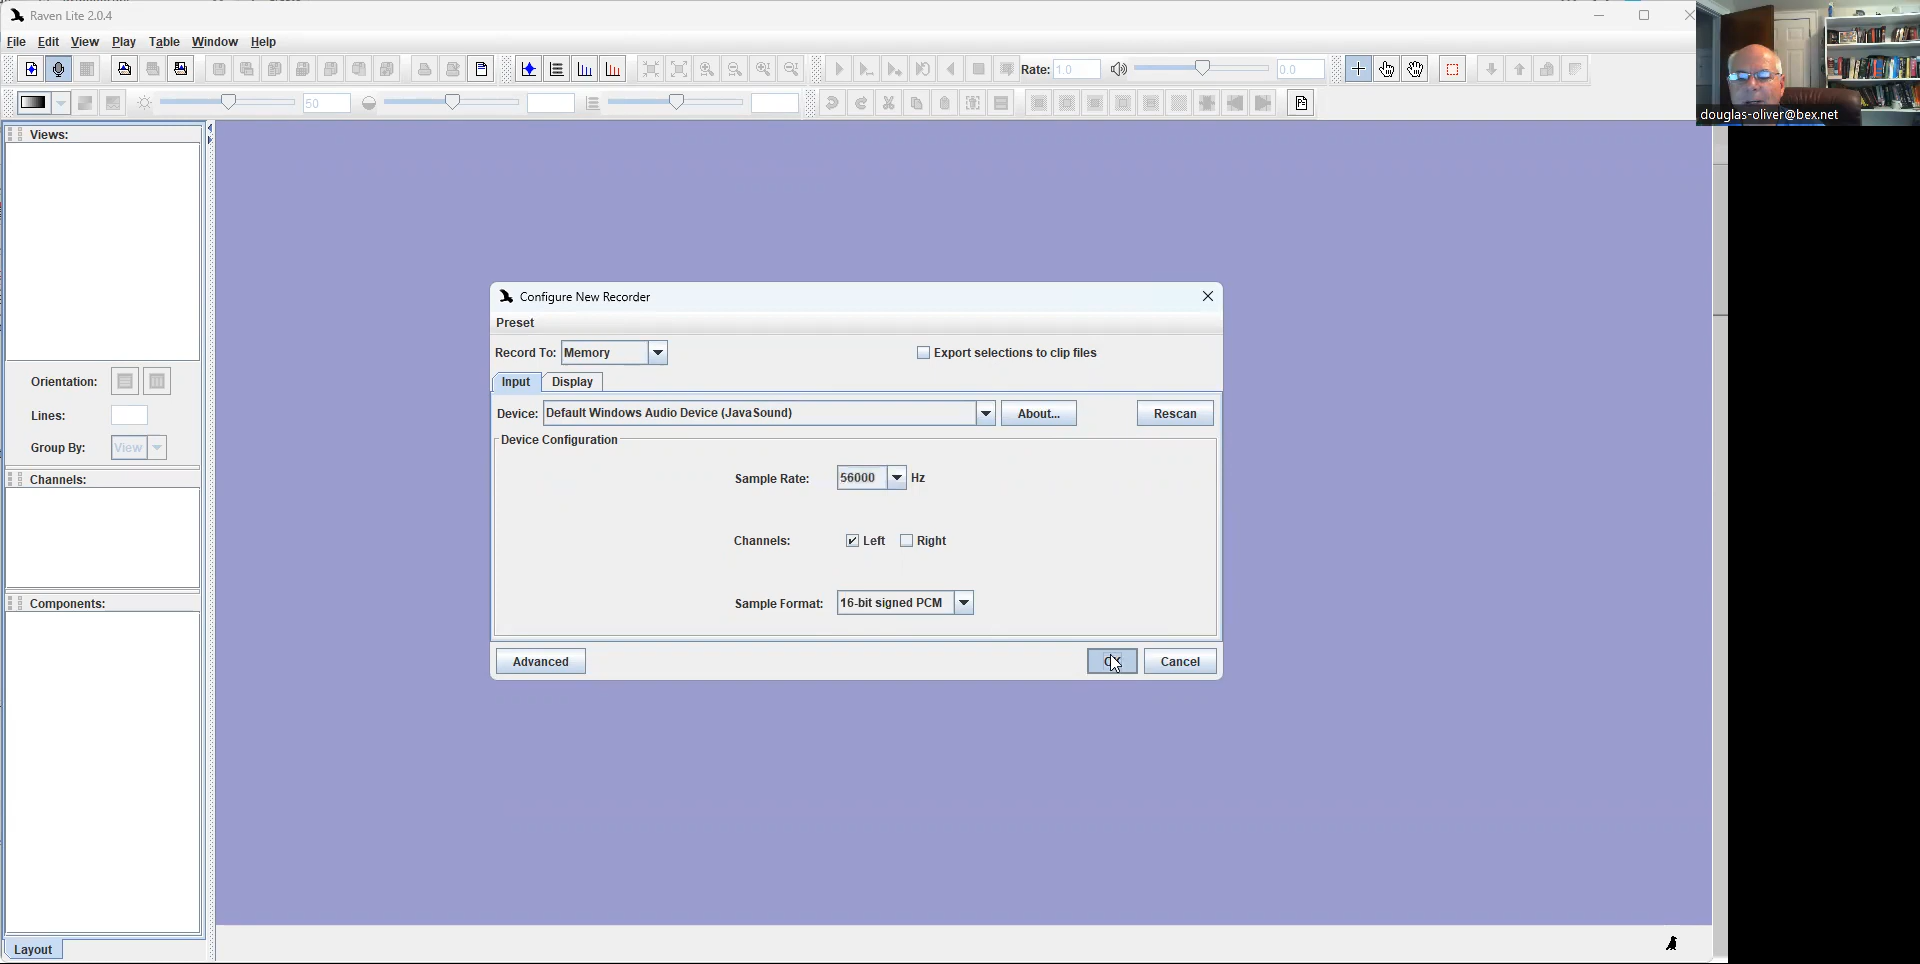 Raven Lite 2.0.4
File Edit View Play Table Window Help
Rate: 1.0 0.0
50
douglas-oliver@bex.net
Views:
Orientation:
Lines:
Group By: View
Channels:
Components:
Layout
Configure New Recorder
Preset
Record To: Memory Export selections to clip files
Input Display
Device: Default Windows Audio Device (JavaSound) About... Rescan
Device Configuration
Sample Rate: 56000 Hz
Channels: Left Right
Sample Format: 16-bit signed PCM
Advanced Cancel